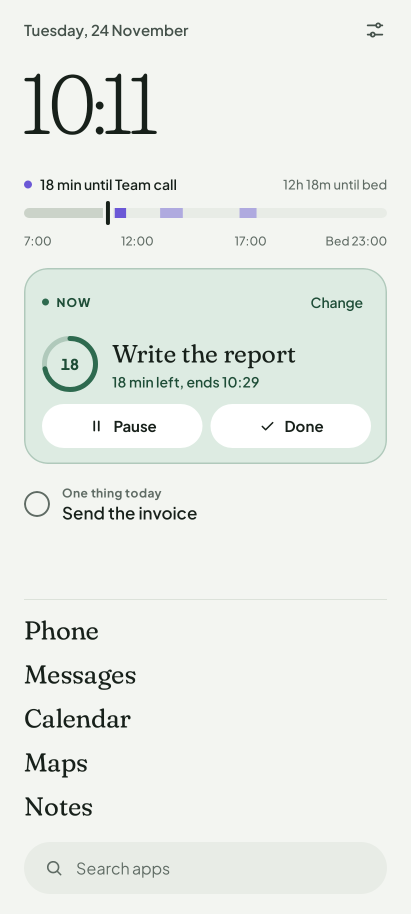 Tuesday, 24 November
10:11
18 min until Team call
12h 18m until bed
7:00 12:00 17:00 Bed 23:00
NOW
Change
18
Write the report
18 min left, ends 10:29
Pause
Done
One thing today
Send the invoice
Phone
Messages
Calendar
Maps
Notes
Search apps